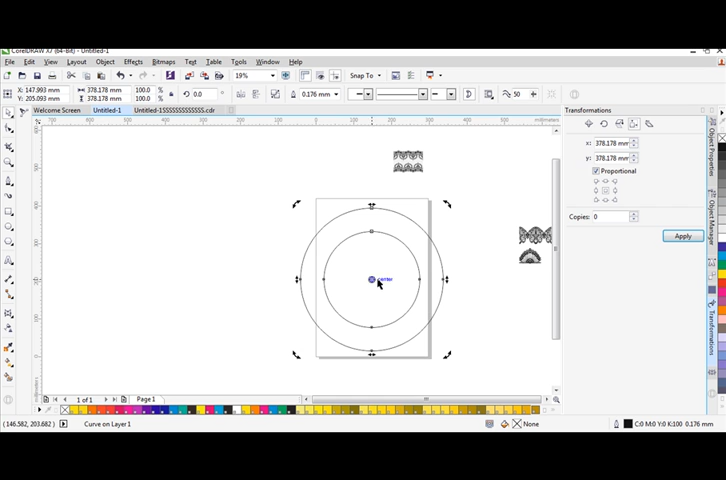 CorelDRAW X7 (64-Bit) - Untitled-1
File Edit View Layout Object Effects Bitmaps Text Table Tools Window Help
19% Snap To
X: 147.993 mm 378.178 mm 100.0 %
Y: 205.093 mm 378.178 mm 100.0 %
0.0 0.176 mm 50
Welcome Screen Untitled-1 Untitled-1SSSSSSSSSSSSS.cdr
Transformations
millimeters
x: 378.178 mm
y: 378.178 mm
Proportional
Copies: 0
Apply
Object Properties
Object Manager
Transformations
center
1 of 1 Page 1
(146.582, 203.682) Curve on Layer 1 None C:0 M:0 Y:0 K:100 0.176 mm